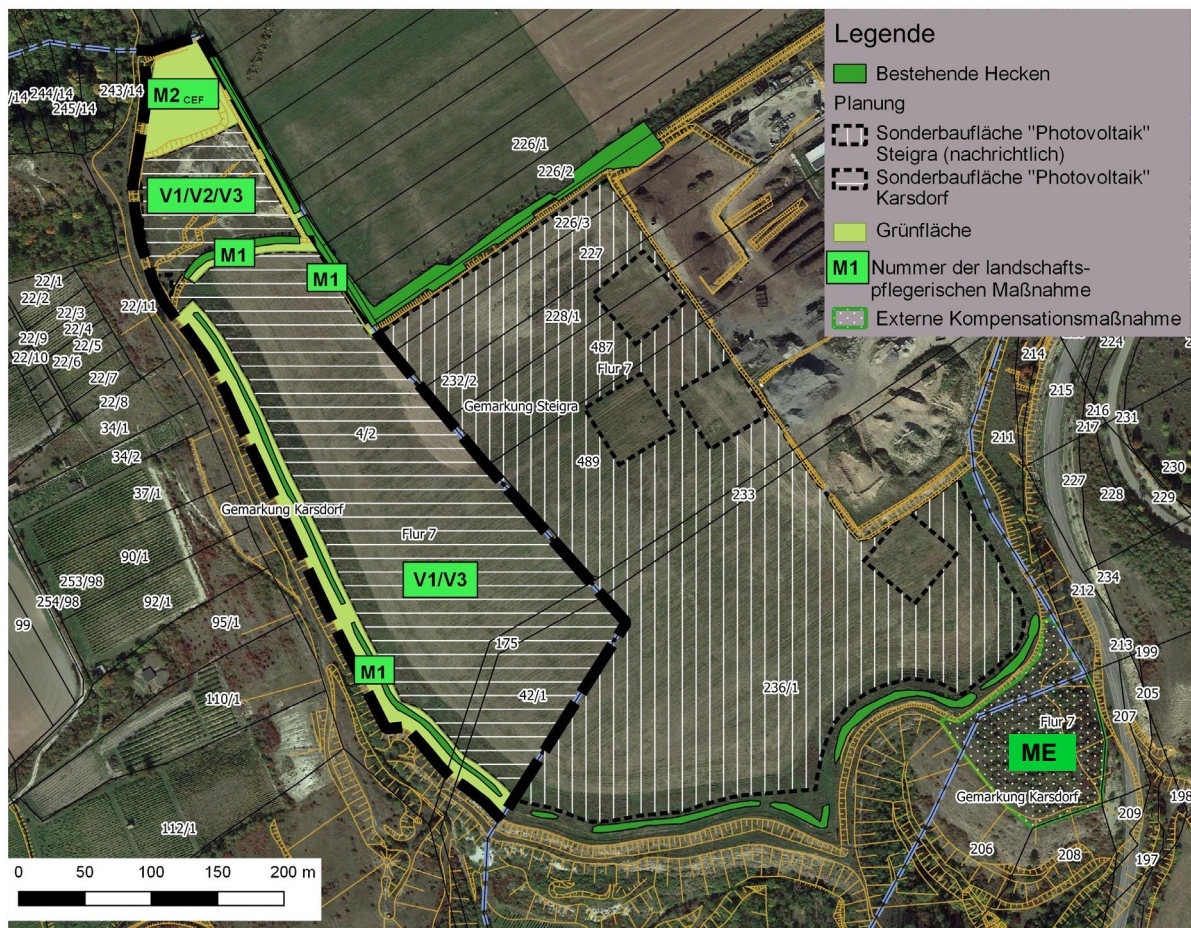 Legende
Bestehende Hecken
Planung
Sonderbaufläche "Photovoltaik"
Steigra (nachrichtlich)
Sonderbaufläche "Photovoltaik"
Karsdorf
Grünfläche
M1 Nummer der landschafts-
pflegerischen Maßnahme
Externe Kompensationsmaßnahme
/14
244/14
245/14
243/14
M2 CEF
V1/V2/V3
M1
M1
226/1
226/2
226/3
227
228/1
22/1
22/2
22/3
22/4
22/5
22/6
22/9
22/10
22/7
22/8
22/11
34/1
34/2
37/1
232/2
487
Flur 7
Gemarkung Steigra
4/2
489
233
Gemarkung Karsdorf
Flur 7
V1/V3
90/1
253/98
254/98
92/1
99
95/1
175
M1
110/1
42/1
236/1
112/1
214
224
215
216
217
231
211
227
228
230
229
234
212
213
199
205
207
Flur 7
ME
Gemarkung Karsdorf
198
209
206
208
197
0 50 100 150 200 m